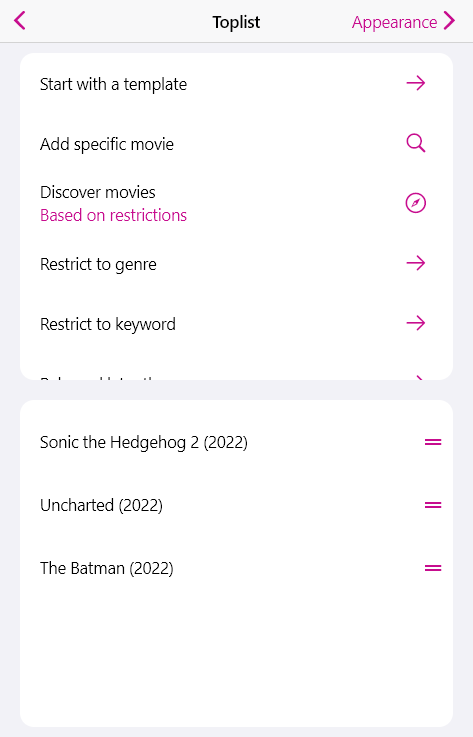 Toplist
Appearance
Start with a template
Add specific movie
Discover movies
Based on restrictions
Restrict to genre
Restrict to keyword
Sonic the Hedgehog 2 (2022)
Uncharted (2022)
The Batman (2022)